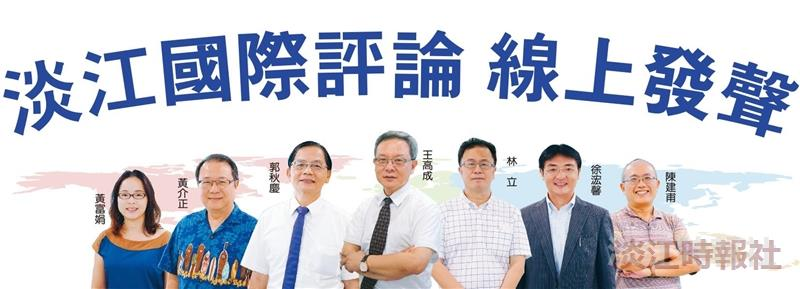 淡江國際評論 線上發聲
黃富娟
黃介正
郭秋慶
王高成
林 立
徐浤馨
陳建甫
淡江時報社